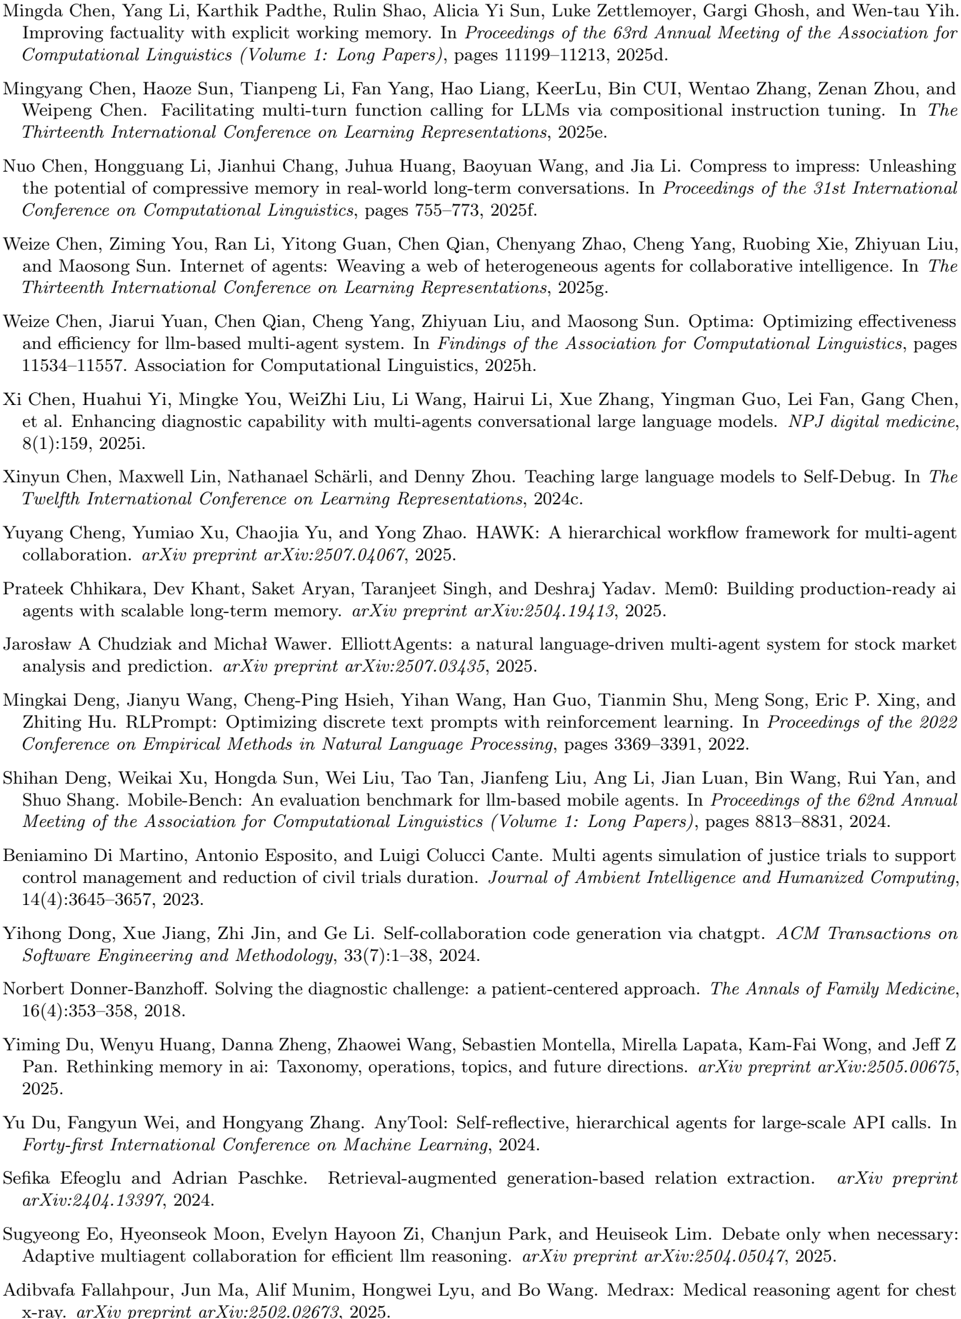 Mingda Chen, Yang Li, Karthik Padthe, Rulin Shao, Alicia Yi Sun, Luke Zettlemoyer, Gargi Ghosh, and Wen-tau Yih.
Improving factuality with explicit working memory. In Proceedings of the 63rd Annual Meeting of the Association for
Computational Linguistics (Volume 1: Long Papers), pages 11199–11213, 2025d.
Mingyang Chen, Haoze Sun, Tianpeng Li, Fan Yang, Hao Liang, KeerLu, Bin CUI, Wentao Zhang, Zenan Zhou, and
Weipeng Chen. Facilitating multi-turn function calling for LLMs via compositional instruction tuning. In The
Thirteenth International Conference on Learning Representations, 2025e.
Nuo Chen, Hongguang Li, Jianhui Chang, Juhua Huang, Baoyuan Wang, and Jia Li. Compress to impress: Unleashing
the potential of compressive memory in real-world long-term conversations. In Proceedings of the 31st International
Conference on Computational Linguistics, pages 755–773, 2025f.
Weize Chen, Ziming You, Ran Li, Yitong Guan, Chen Qian, Chenyang Zhao, Cheng Yang, Ruobing Xie, Zhiyuan Liu,
and Maosong Sun. Internet of agents: Weaving a web of heterogeneous agents for collaborative intelligence. In The
Thirteenth International Conference on Learning Representations, 2025g.
Weize Chen, Jiarui Yuan, Chen Qian, Cheng Yang, Zhiyuan Liu, and Maosong Sun. Optima: Optimizing effectiveness
and efficiency for llm-based multi-agent system. In Findings of the Association for Computational Linguistics, pages
11534–11557. Association for Computational Linguistics, 2025h.
Xi Chen, Huahui Yi, Mingke You, WeiZhi Liu, Li Wang, Hairui Li, Xue Zhang, Yingman Guo, Lei Fan, Gang Chen,
et al. Enhancing diagnostic capability with multi-agents conversational large language models. NPJ digital medicine,
8(1):159, 2025i.
Xinyun Chen, Maxwell Lin, Nathanael Schärli, and Denny Zhou. Teaching large language models to Self-Debug. In The
Twelfth International Conference on Learning Representations, 2024c.
Yuyang Cheng, Yumiao Xu, Chaojia Yu, and Yong Zhao. HAWK: A hierarchical workflow framework for multi-agent
collaboration. arXiv preprint arXiv:2507.04067, 2025.
Prateek Chhikara, Dev Khant, Saket Aryan, Taranjeet Singh, and Deshraj Yadav. Mem0: Building production-ready ai
agents with scalable long-term memory. arXiv preprint arXiv:2504.19413, 2025.
Jarosław A Chudziak and Michał Wawer. ElliottAgents: a natural language-driven multi-agent system for stock market
analysis and prediction. arXiv preprint arXiv:2507.03435, 2025.
Mingkai Deng, Jianyu Wang, Cheng-Ping Hsieh, Yihan Wang, Han Guo, Tianmin Shu, Meng Song, Eric P. Xing, and
Zhiting Hu. RLPrompt: Optimizing discrete text prompts with reinforcement learning. In Proceedings of the 2022
Conference on Empirical Methods in Natural Language Processing, pages 3369–3391, 2022.
Shihan Deng, Weikai Xu, Hongda Sun, Wei Liu, Tao Tan, Jianfeng Liu, Ang Li, Jian Luan, Bin Wang, Rui Yan, and
Shuo Shang. Mobile-Bench: An evaluation benchmark for llm-based mobile agents. In Proceedings of the 62nd Annual
Meeting of the Association for Computational Linguistics (Volume 1: Long Papers), pages 8813–8831, 2024.
Beniamino Di Martino, Antonio Esposito, and Luigi Colucci Cante. Multi agents simulation of justice trials to support
control management and reduction of civil trials duration. Journal of Ambient Intelligence and Humanized Computing,
14(4):3645–3657, 2023.
Yihong Dong, Xue Jiang, Zhi Jin, and Ge Li. Self-collaboration code generation via chatgpt. ACM Transactions on
Software Engineering and Methodology, 33(7):1–38, 2024.
Norbert Donner-Banzhoff. Solving the diagnostic challenge: a patient-centered approach. The Annals of Family Medicine,
16(4):353–358, 2018.
Yiming Du, Wenyu Huang, Danna Zheng, Zhaowei Wang, Sebastien Montella, Mirella Lapata, Kam-Fai Wong, and Jeff Z
Pan. Rethinking memory in ai: Taxonomy, operations, topics, and future directions. arXiv preprint arXiv:2505.00675,
2025.
Yu Du, Fangyun Wei, and Hongyang Zhang. AnyTool: Self-reflective, hierarchical agents for large-scale API calls. In
Forty-first International Conference on Machine Learning, 2024.
Sefika Efeoglu and Adrian Paschke. Retrieval-augmented generation-based relation extraction. arXiv preprint
arXiv:2404.13397, 2024.
Sugyeong Eo, Hyeonseok Moon, Evelyn Hayoon Zi, Chanjun Park, and Heuiseok Lim. Debate only when necessary:
Adaptive multiagent collaboration for efficient llm reasoning. arXiv preprint arXiv:2504.05047, 2025.
Adibvafa Fallahpour, Jun Ma, Alif Munim, Hongwei Lyu, and Bo Wang. Medrax: Medical reasoning agent for chest
x-ray. arXiv preprint arXiv:2502.02673, 2025.